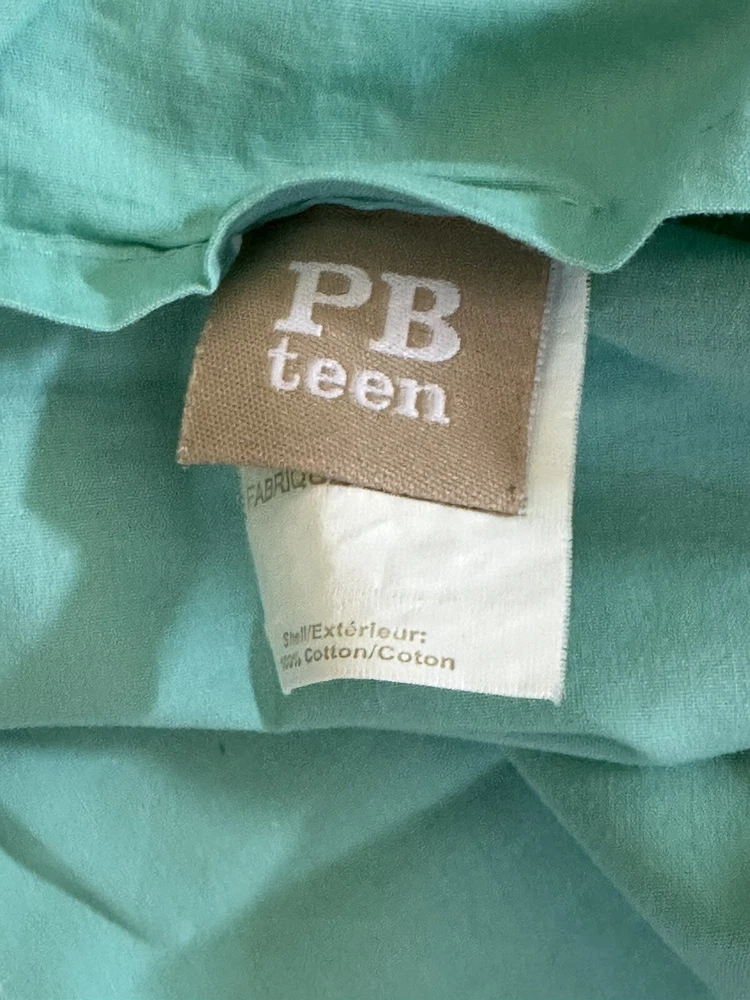 PB
teen
Shell/Extérieur:
100% Cotton/Coton